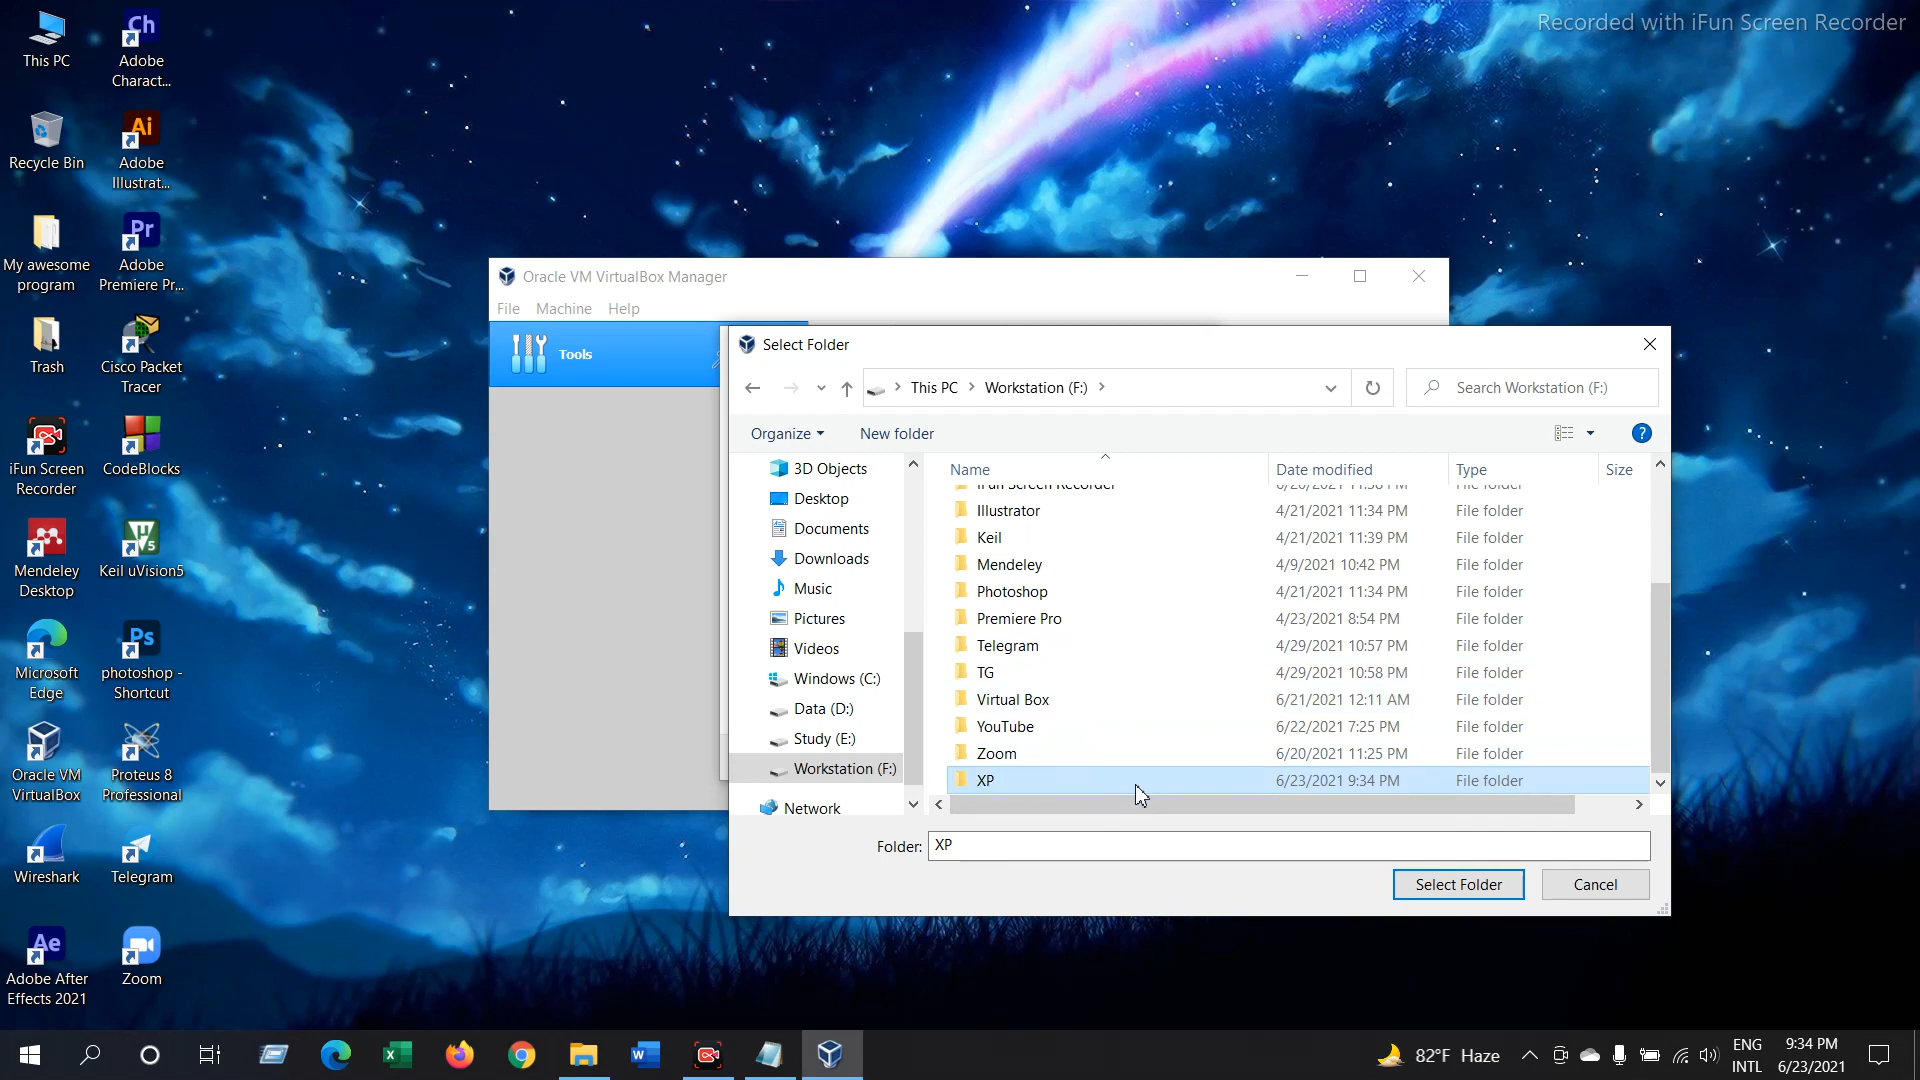 Recorded with iFun Screen Recorder
This PC
Adobe
Charact...
Recycle Bin
Adobe
Illustrat...
My awesome
program
Adobe
Premiere Pr...
Trash
Cisco Packet
Tracer
iFun Screen
Recorder
CodeBlocks
Mendeley
Desktop
Keil uVision5
Microsoft
Edge
photoshop -
Shortcut
Oracle VM
VirtualBox
Proteus 8
Professional
Wireshark
Telegram
Adobe After
Effects 2021
Zoom
Oracle VM VirtualBox Manager
File Machine Help
Tools
Select Folder
This PC Workstation (F:)
Search Workstation (F:)
Organize New folder
3D Objects
Desktop
Documents
Downloads
Music
Pictures
Videos
Windows (C:)
Data (D:)
Study (E:)
Workstation (F:)
Network
Name Date modified Type Size
iFun Screen Recorder
Illustrator 4/21/2021 11:34 PM File folder
Keil 4/21/2021 11:39 PM File folder
Mendeley 4/9/2021 10:42 PM File folder
Photoshop 4/21/2021 11:34 PM File folder
Premiere Pro 4/23/2021 8:54 PM File folder
Telegram 4/29/2021 10:57 PM File folder
TG 4/29/2021 10:58 PM File folder
Virtual Box 6/21/2021 12:11 AM File folder
YouTube 6/22/2021 7:25 PM File folder
Zoom 6/20/2021 11:25 PM File folder
XP 6/23/2021 9:34 PM File folder
Folder: XP
Select Folder Cancel
82°F Haze
ENG
INTL
9:34 PM
6/23/2021